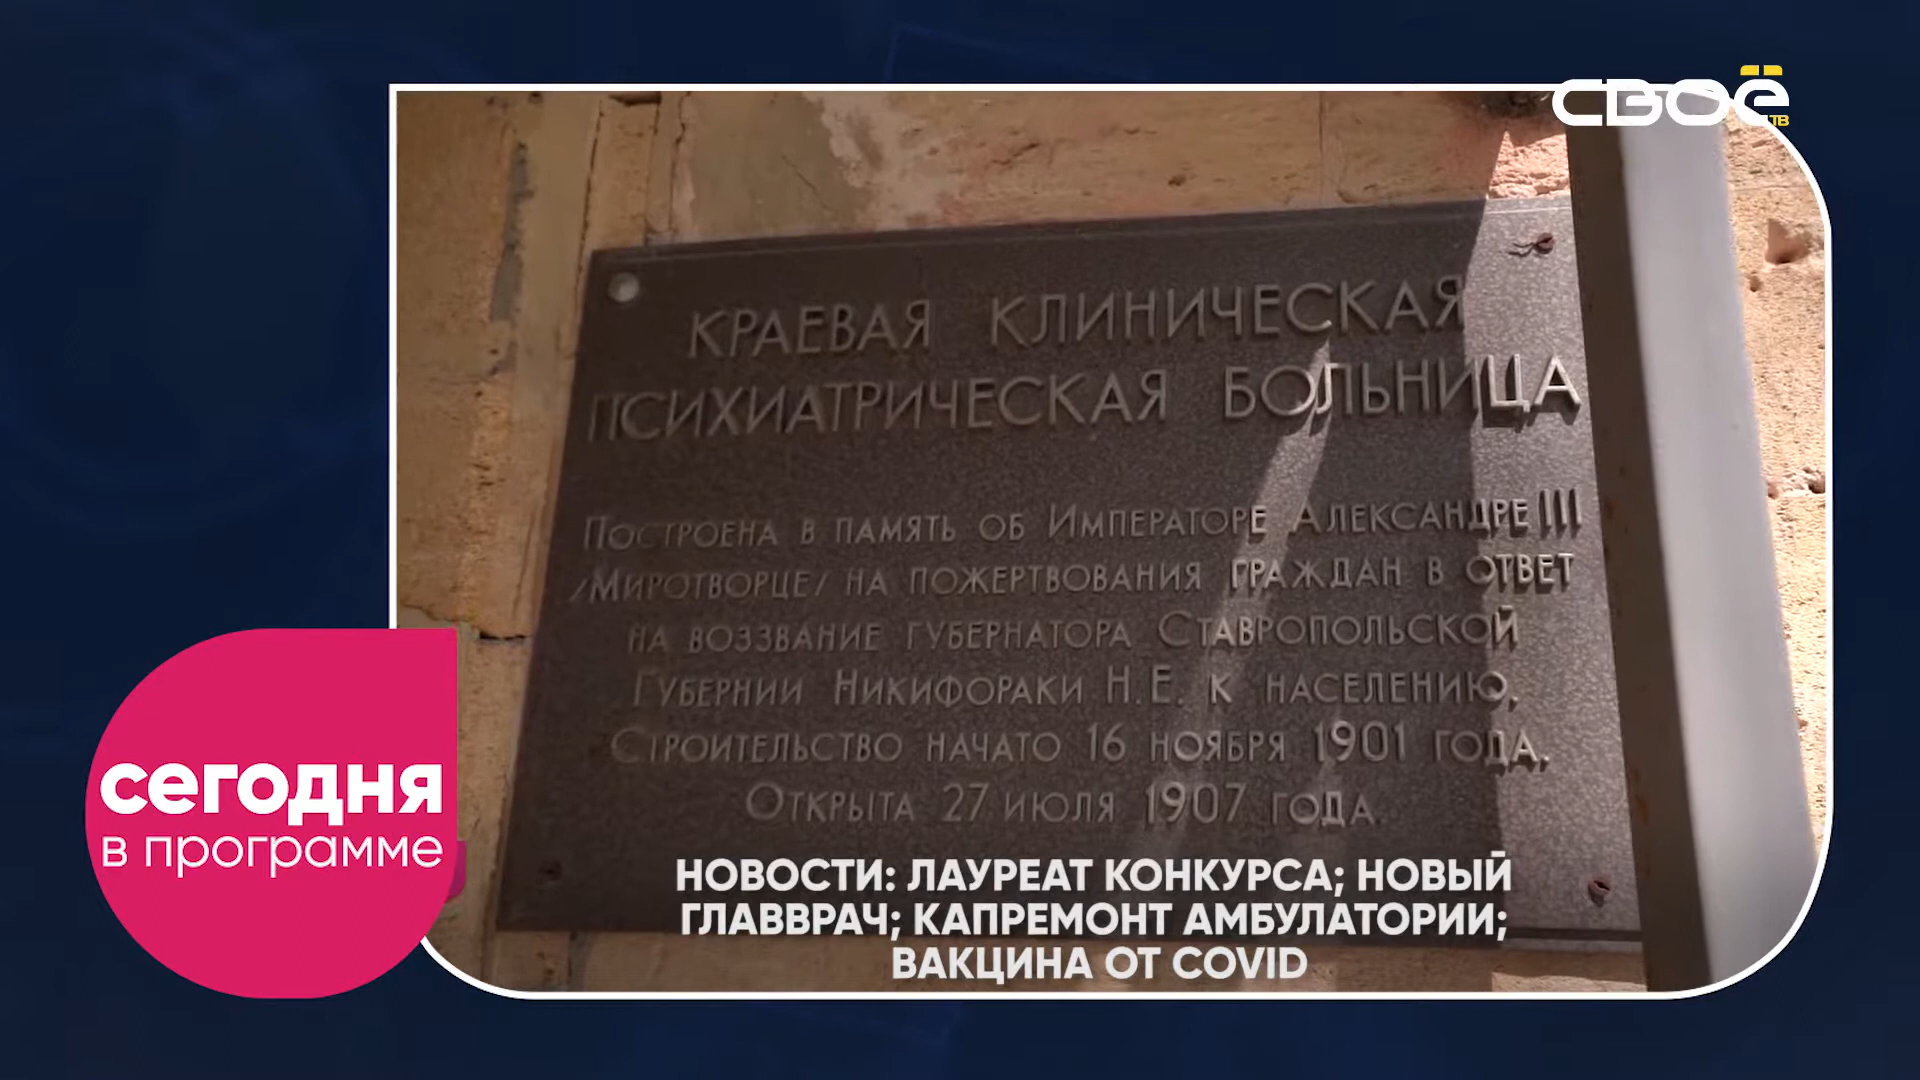 СВОЁ
ТВ
КРАЕВАЯ КЛИНИЧЕСКАЯ
ПСИХИАТРИЧЕСКАЯ БОЛЬНИЦА
ПОСТРОЕНА В ПАМЯТЬ ОБ ИМПЕРАТОРЕ АЛЕКСАНДРЕ III
/МИРОТВОРЦЕ/ НА ПОЖЕРТВОВАНИЯ ГРАЖДАН В ОТВЕТ
НА ВОЗЗВАНИЕ ГУБЕРНАТОРА СТАВРОПОЛЬСКОЙ
ГУБЕРНИИ НИКИФОРАКИ Н.Е. К НАСЕЛЕНИЮ.
СТРОИТЕЛЬСТВО НАЧАТО 16 НОЯБРЯ 1901 ГОДА.
ОТКРЫТА 27 ИЮЛЯ 1907 ГОДА.
сегодня
в программе
НОВОСТИ: ЛАУРЕАТ КОНКУРСА; НОВЫЙ
ГЛАВВРАЧ; КАПРЕМОНТ АМБУЛАТОРИИ;
ВАКЦИНА ОТ COVID